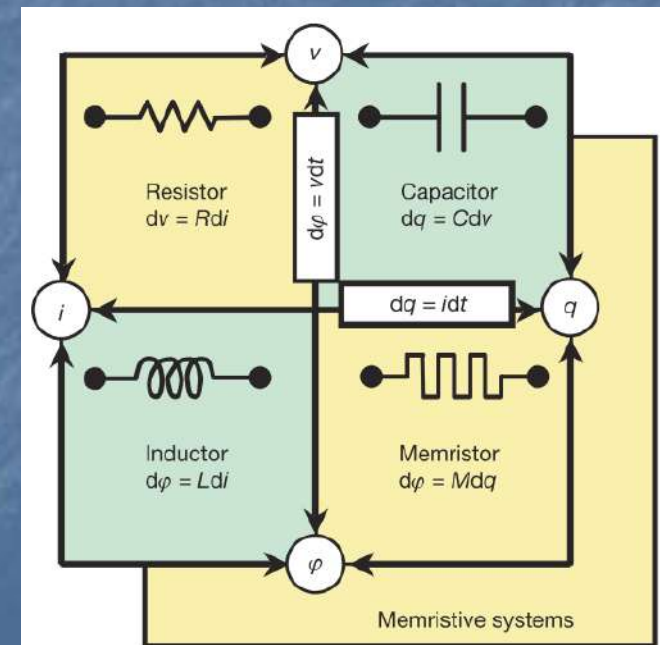 v
Resistor
dv = Rdi
dφ = vdt
Capacitor
dq = Cdv
i
dq = idt
q
Inductor
dφ = Ldi
Memristor
dφ = Mdq
φ
Memristive systems